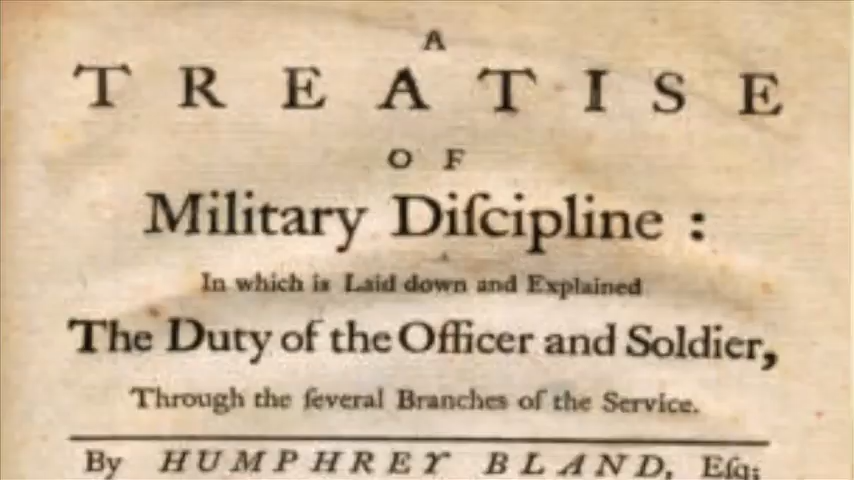 A
TREATISE
OF
Military Diſcipline :
In which is Laid down and Explained
The Duty of the Officer and Soldier,
Through the ſeveral Branches of the Service.
By HUMPHREY BLAND, Eſq;